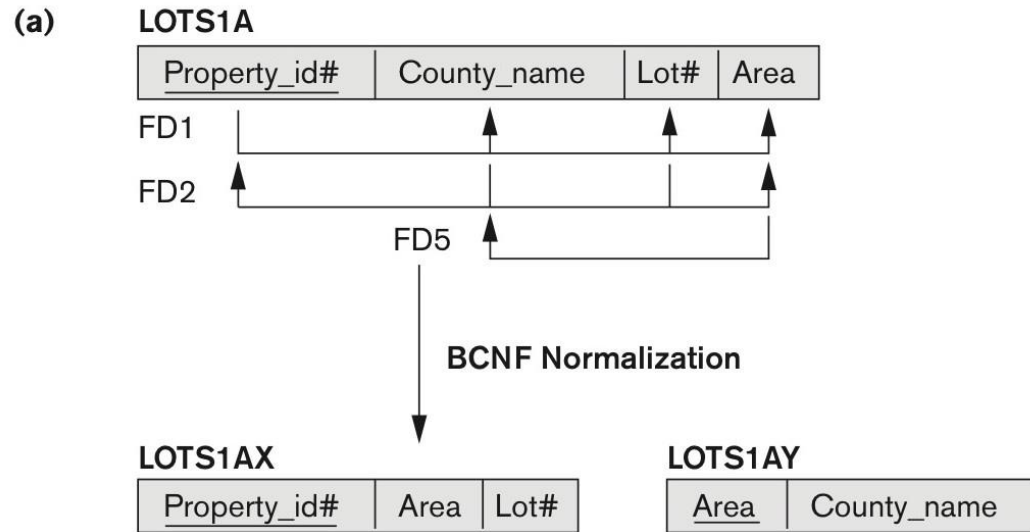 (a) LOTS1A
Property_id# County_name Lot# Area
FD1
FD2
FD5
BCNF Normalization
LOTS1AX LOTS1AY
Property_id# Area Lot# Area County_name